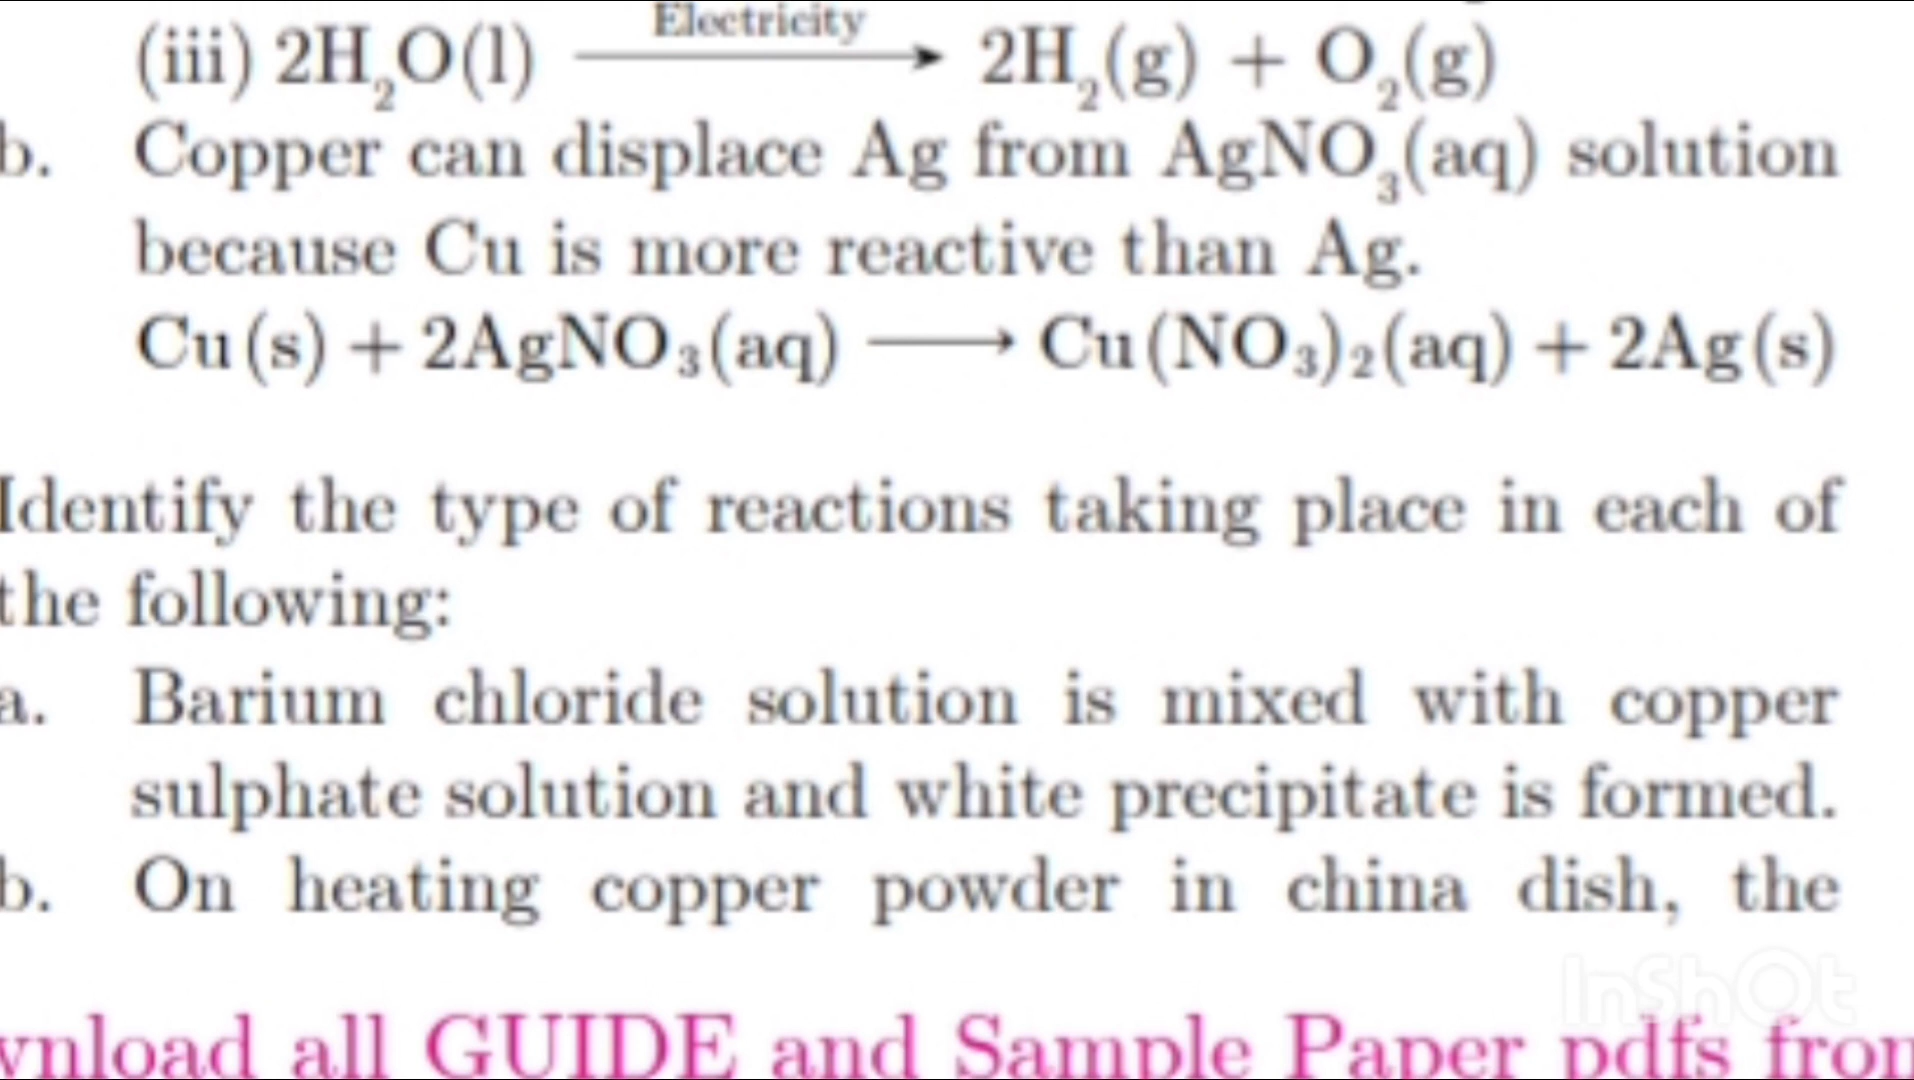 (iii) 2H₂O(l) Electricity → 2H₂(g) + O₂(g)
b. Copper can displace Ag from AgNO₃(aq) solution
because Cu is more reactive than Ag.
Cu(s) + 2AgNO₃(aq) → Cu(NO₃)₂(aq) + 2Ag(s)
Identify the type of reactions taking place in each of
the following:
a. Barium chloride solution is mixed with copper
sulphate solution and white precipitate is formed.
b. On heating copper powder in china dish, the
InShOt
wnload all GUIDE and Sample Paper pdfs from